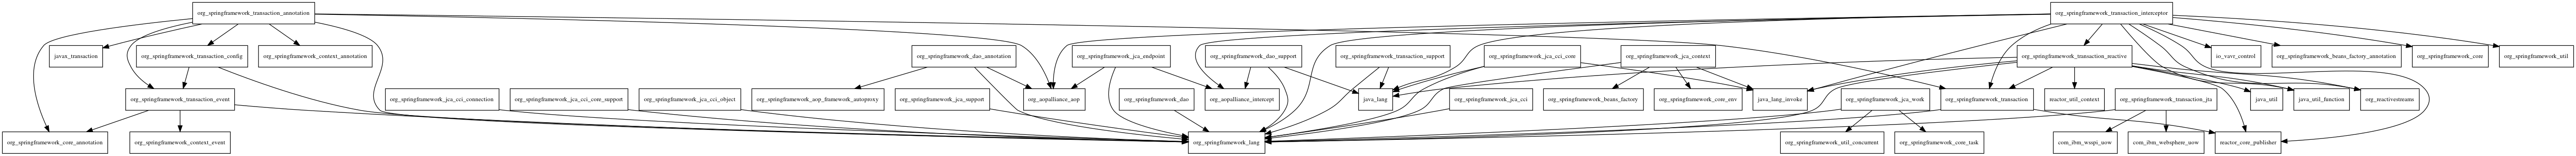 org_springframework_transaction_annotation
org_springframework_transaction_interceptor
javax_transaction
org_springframework_transaction_config
org_springframework_context_annotation
org_springframework_dao_annotation
org_springframework_jca_endpoint
org_springframework_dao_support
org_springframework_transaction_support
org_springframework_jca_cci_core
org_springframework_jca_context
org_springframework_transaction_reactive
io_vavr_control
org_springframework_beans_factory_annotation
org_springframework_core
org_springframework_util
org_springframework_transaction_event
org_springframework_jca_cci_connection
org_springframework_jca_cci_core_support
org_springframework_jca_cci_object
org_springframework_aop_framework_autoproxy
org_springframework_jca_support
org_aopalliance_aop
org_springframework_dao
org_aopalliance_intercept
java_lang
org_springframework_jca_cci
org_springframework_beans_factory
org_springframework_core_env
java_lang_invoke
org_springframework_jca_work
org_springframework_transaction
reactor_util_context
org_springframework_transaction_jta
java_util
java_util_function
org_reactivestreams
org_springframework_core_annotation
org_springframework_context_event
org_springframework_lang
org_springframework_util_concurrent
org_springframework_core_task
com_ibm_wsspi_uow
com_ibm_websphere_uow
reactor_core_publisher